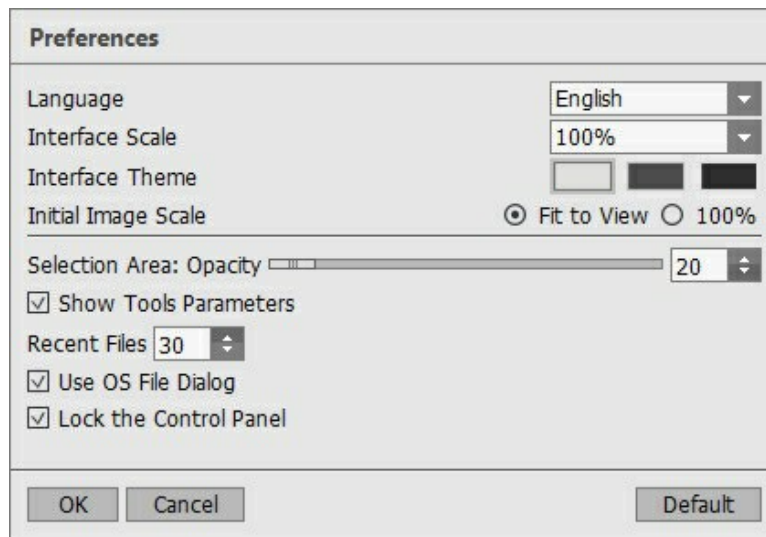 Preferences
Language English
Interface Scale 100%
Interface Theme
Initial Image Scale Fit to View 100%
Selection Area: Opacity 20
Show Tools Parameters
Recent Files 30
Use OS File Dialog
Lock the Control Panel
OK Cancel Default